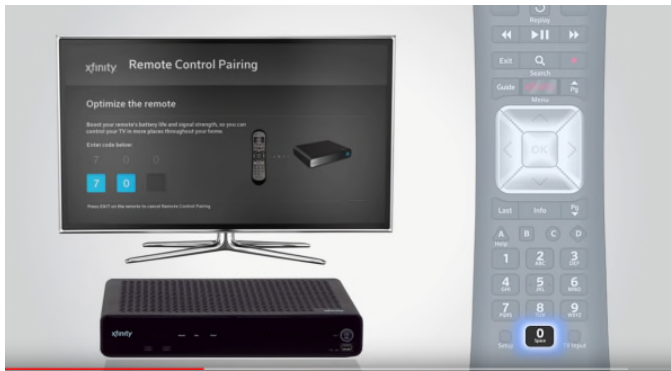 xfinity Remote Control Pairing
Optimize the remote
Boost your remote's battery life and signal strength, so you can
control your TV in more places throughout your home.
Enter code below:
7 0 0
7 0
Press EXIT on the remote to cancel Remote Control Pairing
xfinity
Replay
Exit
Search
Guide
Pg
Menu
OK
Last Info Pg
A B C D
Help
1 2 3
ABC DEF
4 5 6
GHI JKL MNO
7 8 9
PQRS TUV WXYZ
0
Space
Setup TV Input